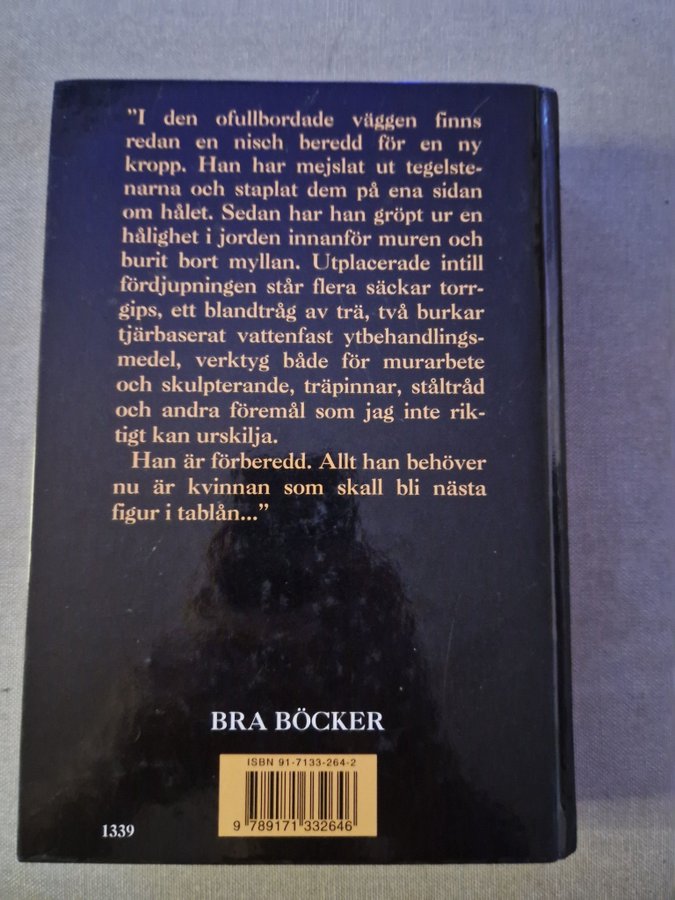 ”I den ofullbordade väggen finns
redan en nisch beredd för en ny
kropp. Han har mejslat ut tegelste-
narna och staplat dem på ena sidan
om hålet. Sedan har han gröpt ur en
hålighet i jorden innanför muren och
burit bort myllan. Utplacerade intill
fördjupningen står flera säckar torr-
gips, ett blandtråg av trä, två burkar
tjärbaserat vattenfast ytbehandlings-
medel, verktyg både för murarbete
och skulpterande, träpinnar, ståltråd
och andra föremål som jag inte rik-
tigt kan urskilja.
Han är förberedd. Allt han behöver
nu är kvinnan som skall bli nästa
figur i tablån...”
BRA BÖCKER
ISBN 91-7133-264-2
9 789171 332646
1339